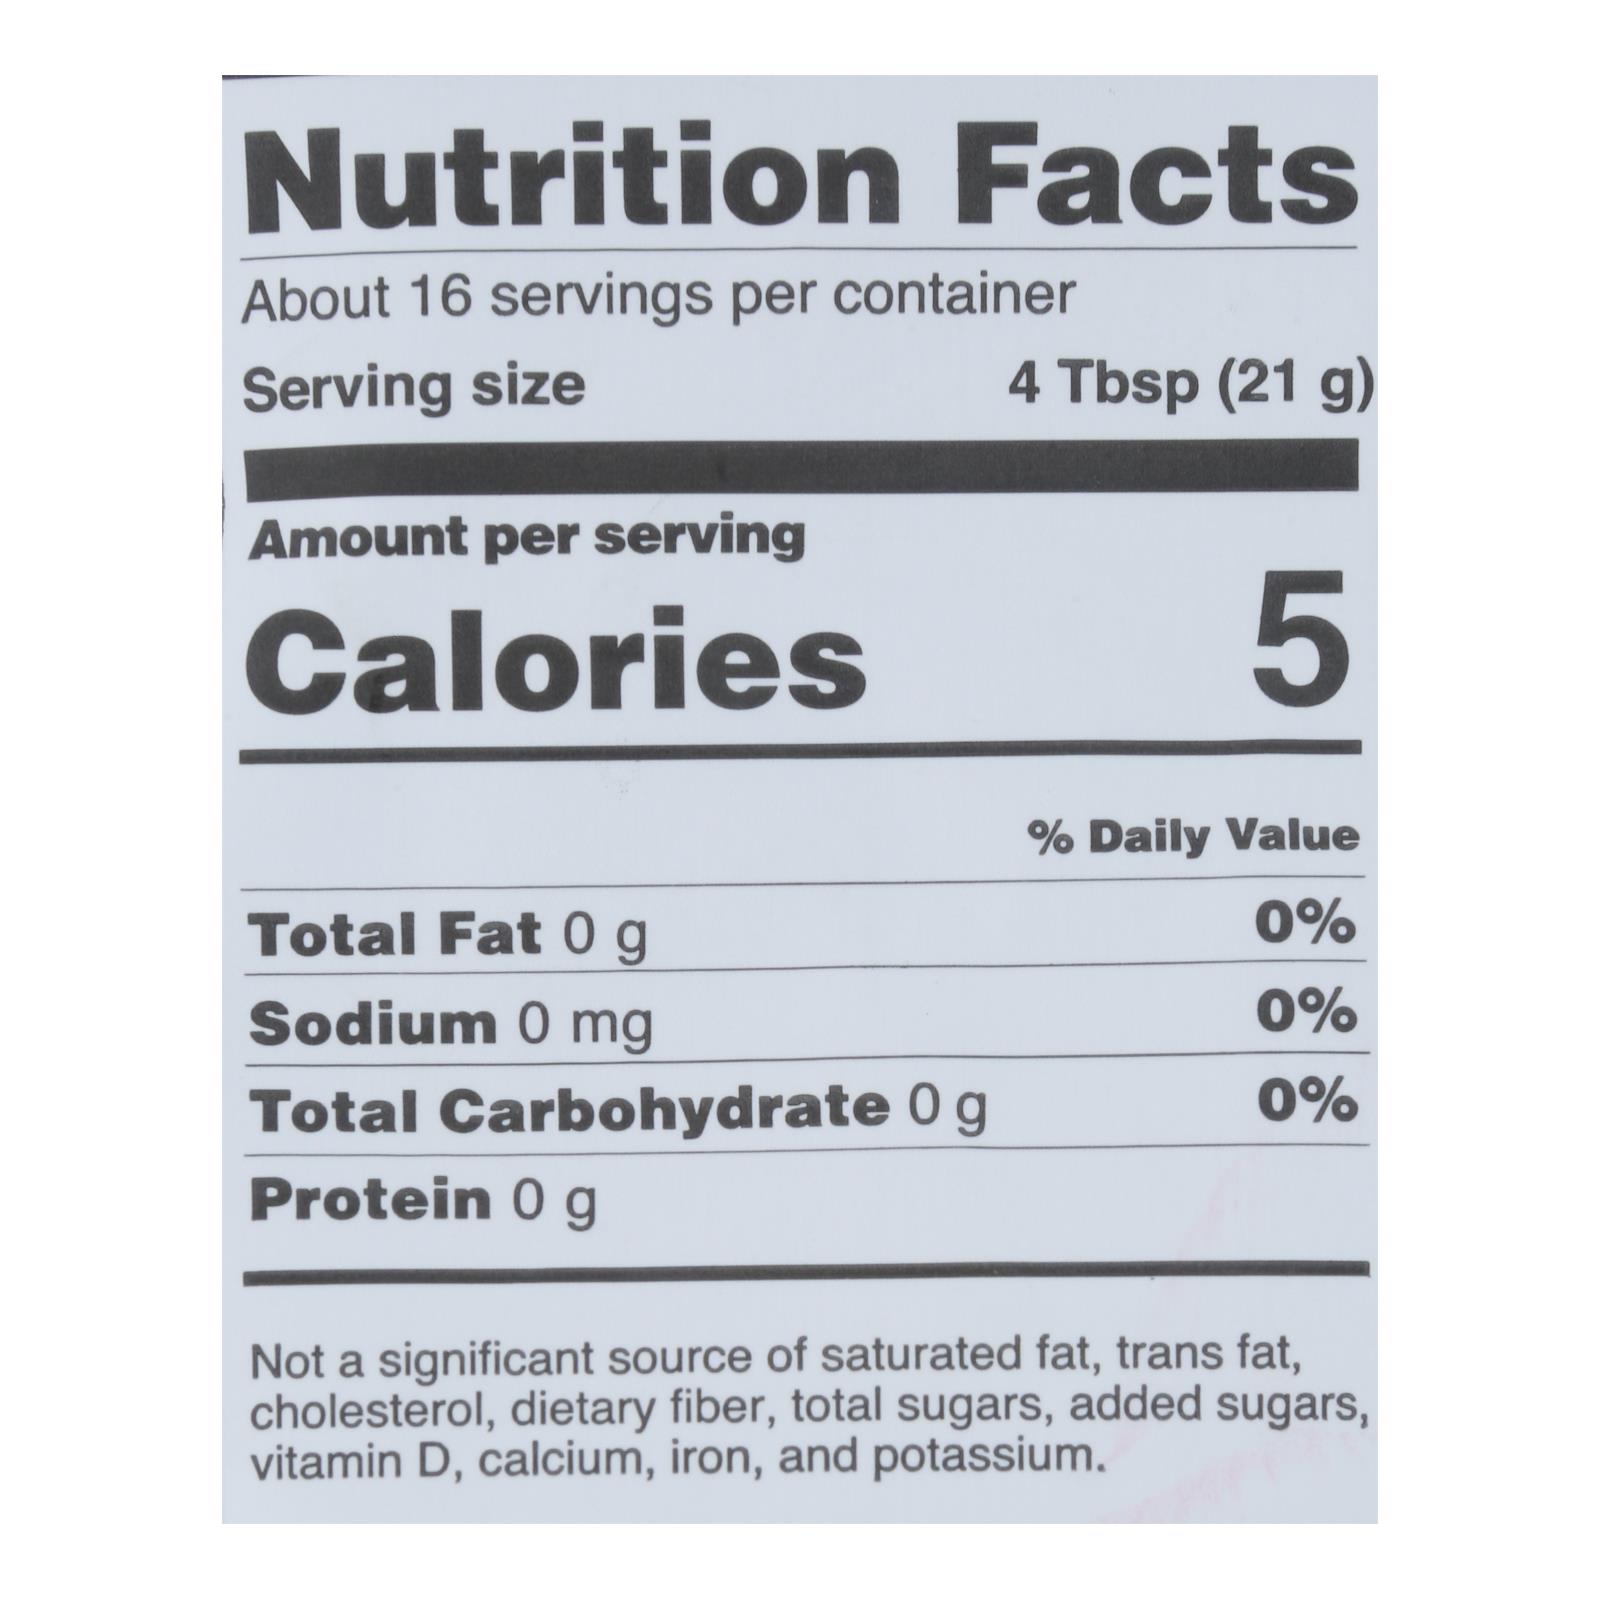 Nutrition Facts
About 16 servings per container
Serving size 4 Tbsp (21 g)
Amount per serving
Calories 5
% Daily Value
Total Fat 0 g 0%
Sodium 0 mg 0%
Total Carbohydrate 0 g 0%
Protein 0 g
Not a significant source of saturated fat, trans fat,
cholesterol, dietary fiber, total sugars, added sugars,
vitamin D, calcium, iron, and potassium.